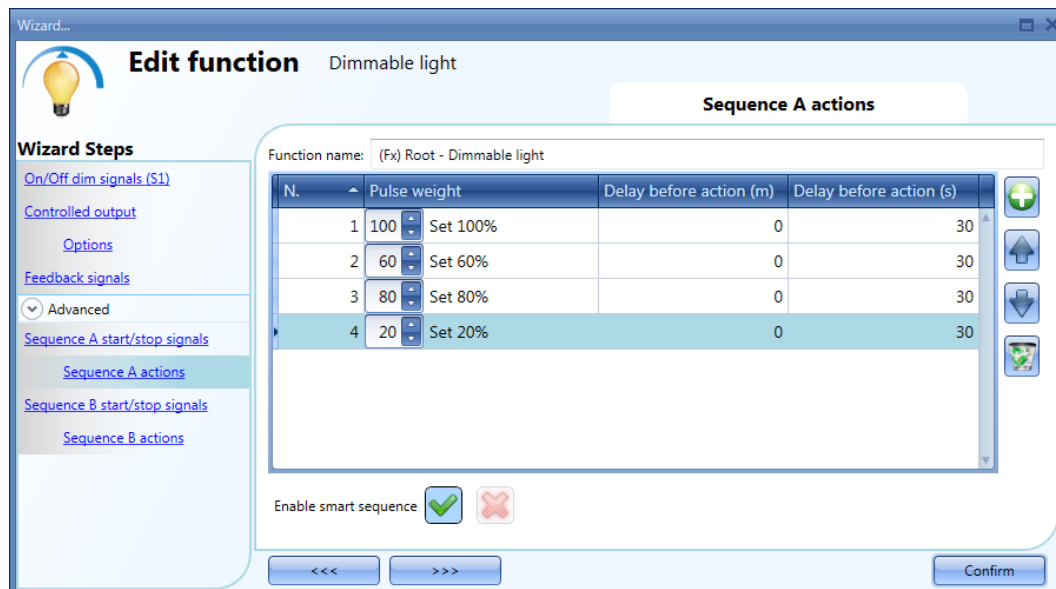 Wizard...
Edit function Dimmable light
Sequence A actions
Wizard Steps
On/Off dim signals (S1)
Controlled output
Options
Feedback signals
Advanced
Sequence A start/stop signals
Sequence A actions
Sequence B start/stop signals
Sequence B actions
Function name: (Fx) Root - Dimmable light
N. Pulse weight Delay before action (m) Delay before action (s)
1 100 Set 100% 0 30
2 60 Set 60% 0 30
3 80 Set 80% 0 30
4 20 Set 20% 0 30
Enable smart sequence
<<< >>> Confirm